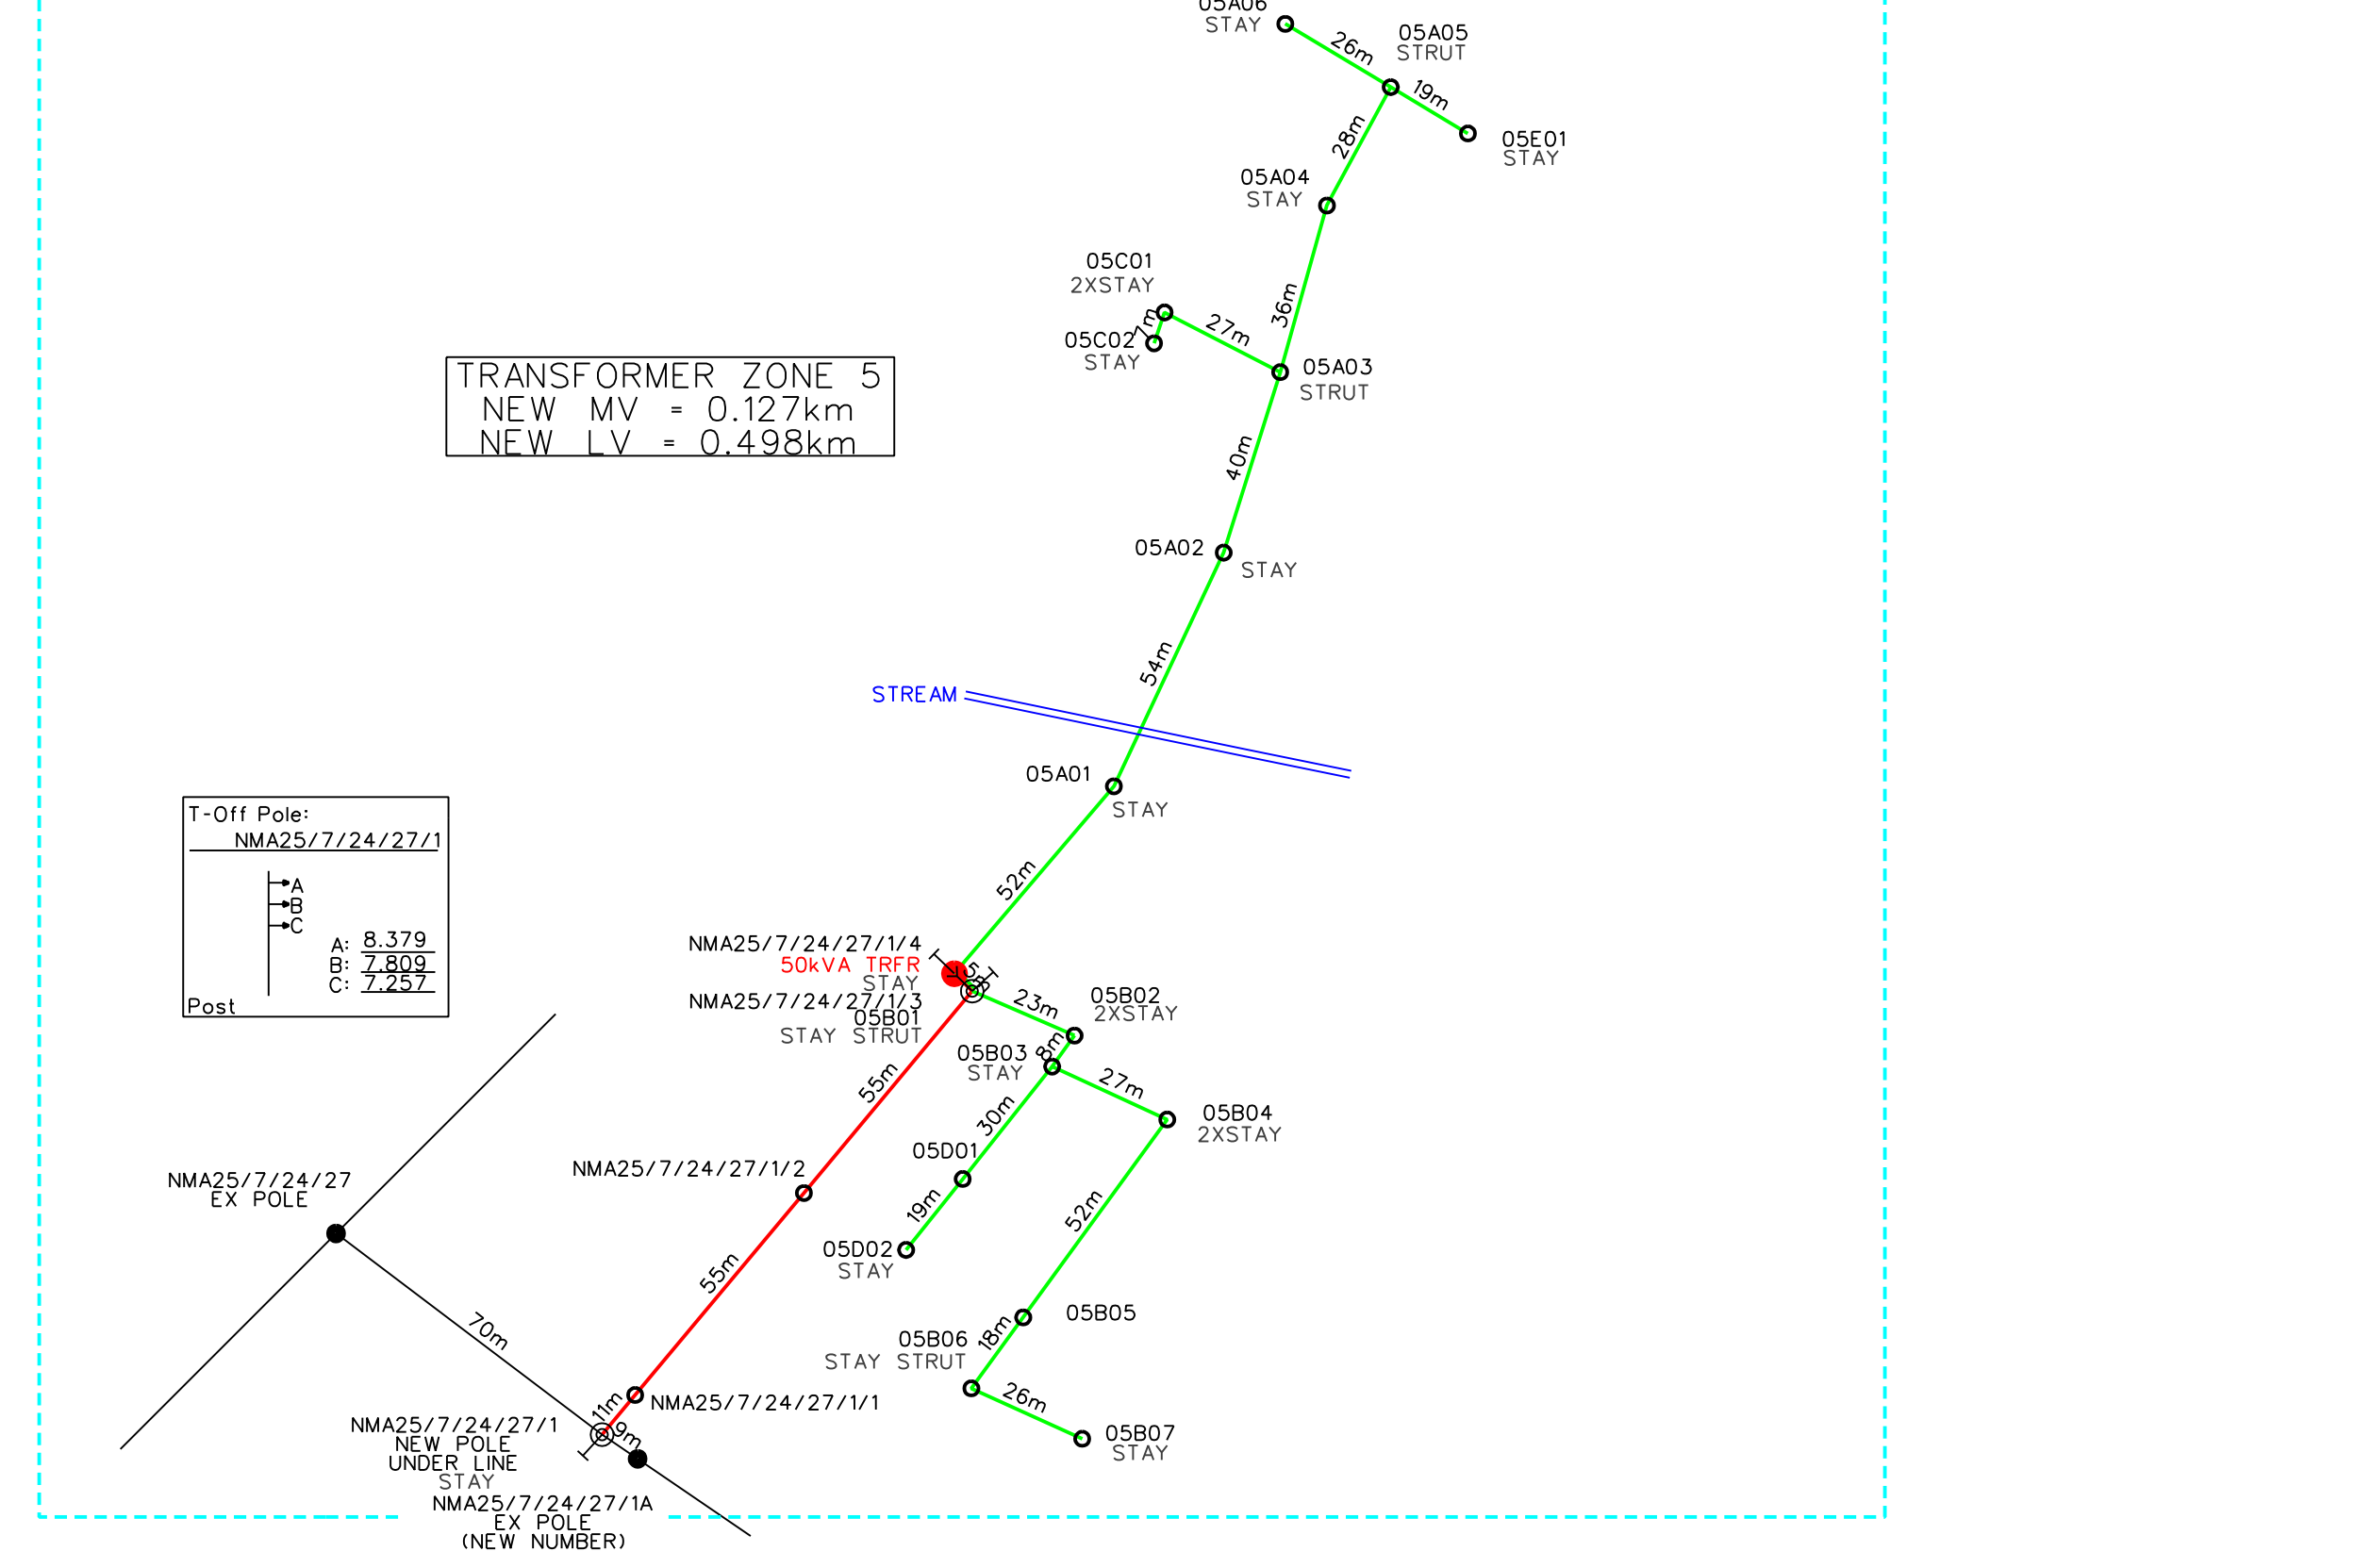 05A06
STAY
26m
05A05
STRUT
19m
05E01
STAY
28m
05A04
STAY
05C01
2XSTAY
7m
27m
36m
05C02
STAY
05A03
STRUT
TRANSFORMER ZONE 5
NEW MV = 0.127km
NEW LV = 0.498km
40m
05A02
STAY
54m
STREAM
05A01
STAY
52m
T-Off Pole:
NMA25/7/24/27/1
A
B
C
A: 8.379
B: 7.809
C: 7.257
Post
NMA25/7/24/27/1/4
50kVA TRFR
STAY
NMA25/7/24/27/1/3
05B01
STAY STRUT
23m
05B02
2XSTAY
8m
05B03
STAY
27m
05B04
2XSTAY
55m
30m
05D01
NMA25/7/24/27/1/2
19m
52m
NMA25/7/24/27
EX POLE
05D02
STAY
55m
05B05
18m
05B06
STAY STRUT
70m
26m
11m
NMA25/7/24/27/1/1
05B07
STAY
9m
NMA25/7/24/27/1
NEW POLE
UNDER LINE
STAY
NMA25/7/24/27/1A
EX POLE
(NEW NUMBER)